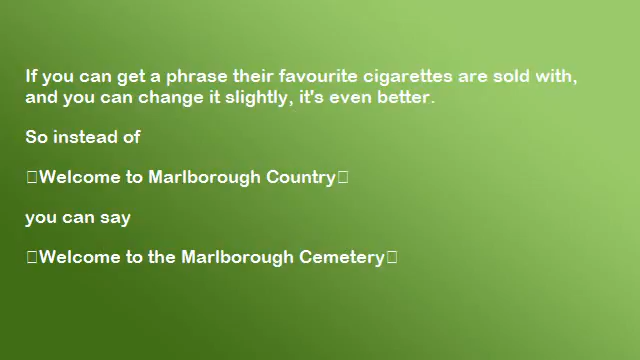 If you can get a phrase their favourite cigarettes are sold with,
and you can change it slightly, it's even better.
So instead of
□Welcome to Marlborough Country□
you can say
□Welcome to the Marlborough Cemetery□